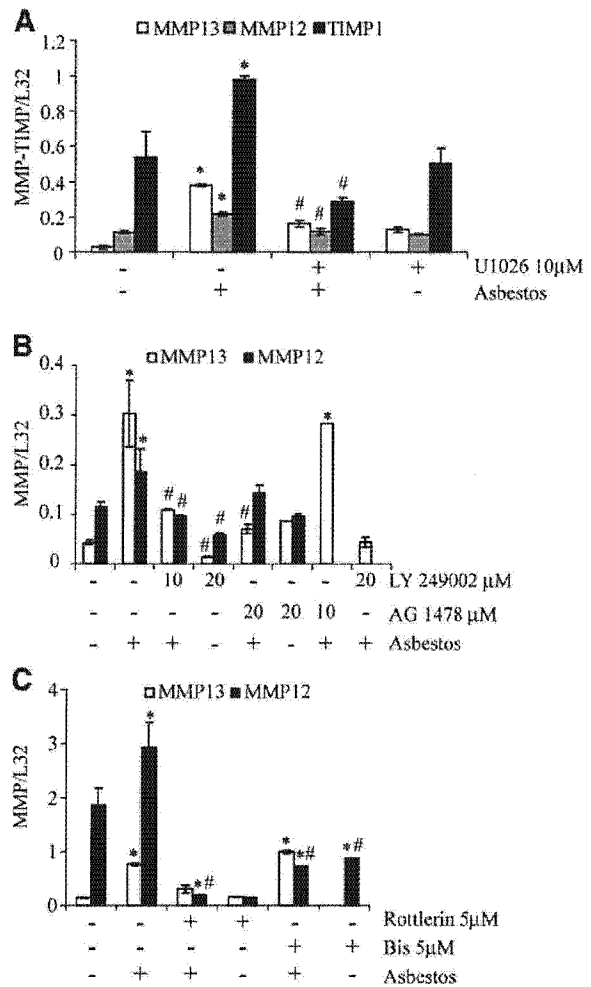 A
MMP13 MMP12 TIMP1
1.2
1
0.8
0.6
0.4
0.2
0
MMP-TIMP/L32
* * * # # #
- - + + U1026 10µM
- + + - Asbestos
B
MMP13 MMP12
0.4
0.3
0.2
0.1
0
MMP/L32
* * # # # # # *
- - 10 20 - - - 20 LY 249002 µM
- - - - 20 20 10 - AG 1478 µM
- + + - + - + + Asbestos
C
MMP13 MMP12
4
3
2
1
0
MMP/L32
* * *# * *# *#
- - + + - - Rottlerin 5µM
- - - - + + Bis 5µM
- + + - + - Asbestos